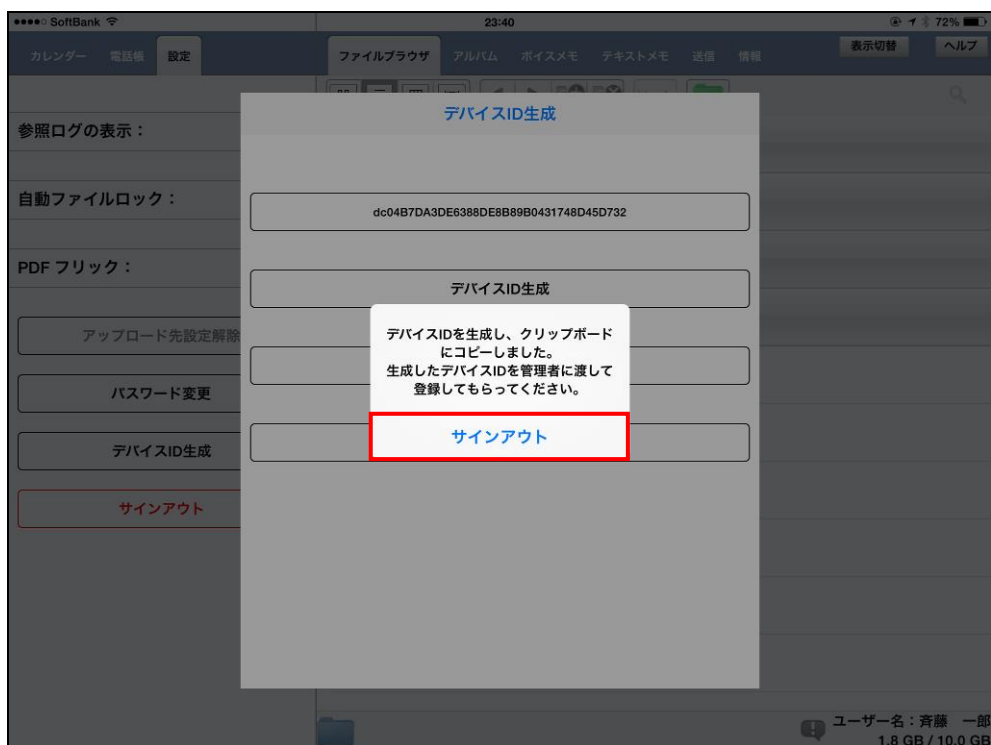 SoftBank
23:40
72%
カレンダー 電話帳 設定
ファイルブラウザ アルバム ボイスメモ テキストメモ 送信 情報
表示切替 ヘルプ
デバイスID生成
参照ログの表示：
自動ファイルロック：
dc04B7DA3DE6388DE8B89B0431748D45D732
PDF フリック：
デバイスID生成
アップロード先設定解除
デバイスIDを生成し、クリップボード
にコピーしました。
生成したデバイスIDを管理者に渡して
登録してもらってください。
パスワード変更
サインアウト
デバイスID生成
サインアウト
ユーザー名：斉藤　一郎
1.8 GB / 10.0 GB